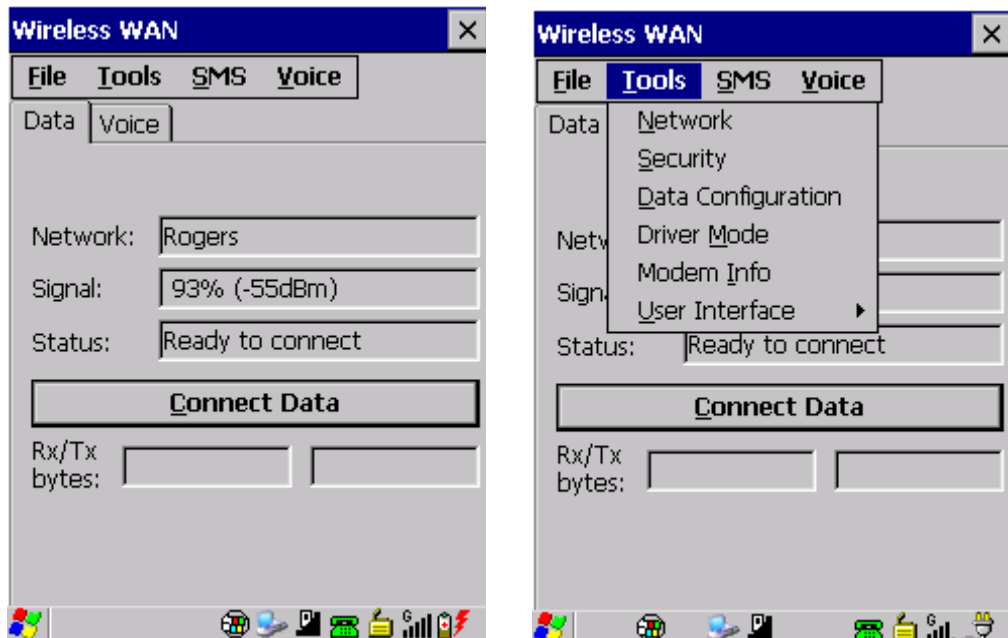 Wireless WAN
File Tools SMS Voice
Data Voice
Network: Rogers
Signal: 93% (-55dBm)
Status: Ready to connect
Connect Data
Rx/Tx
bytes:
G
Wireless WAN
File Tools SMS Voice
Data
Network
Security
Data Configuration
Driver Mode
Modem Info
User Interface
Netw
Sign
Status: Ready to connect
Connect Data
Rx/Tx
bytes:
G